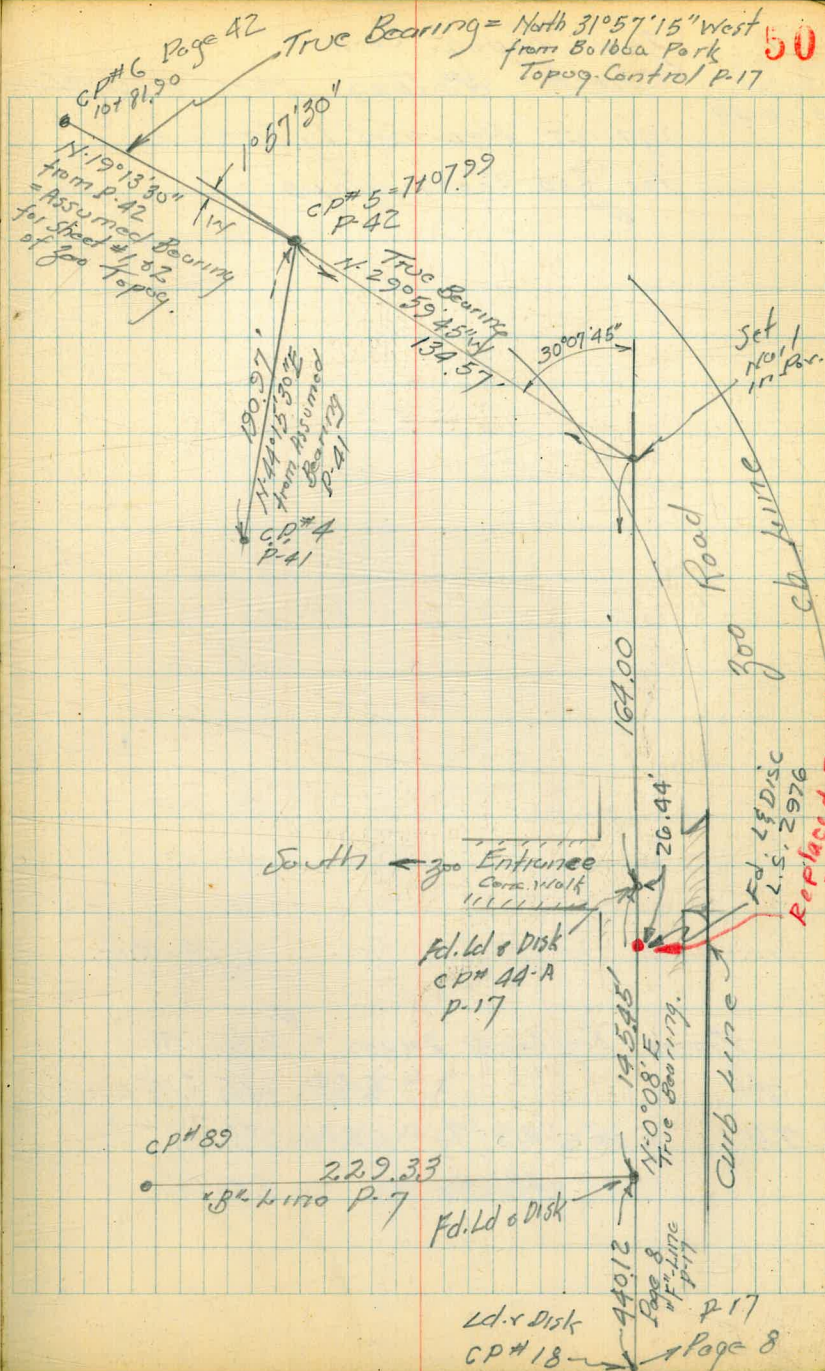 50
True Bearing = North 31°57'15" West
from Balboa Park
Topog. Control P-17
CP#6 Page 42
10+81.90
N-19°13'30" W
from P-42
=Assumed Bearing
for Sheet #1 & 2
of Zoo Topog.
1°57'30"
CP#5=7+07.99
P-42
True Bearing
N-29°59'45"W
134.57'
30°07'45"
Set
Nail
in Pav.
190.97'
N-44°15'30"E
from Assumed
Bearing
P-41
C.P.#4
P-41
Zoo Road
cb Line
164.00'
26.44'
South ← Zoo Entrance
Conc. Walk
Fd. L & Disc
L.S. 2976
Replaced
Fd. Ld & Disk
CP# 44-A
P-17
145.45'
N-0°08' E
True Bearing.
Curb Line
CP#89
229.33
"B" Line P-7
Fd. Ld & Disk
440.12
Page 8
"F"-Line
P-17
P-17
Page 8
Ld. & Disk
CP#18